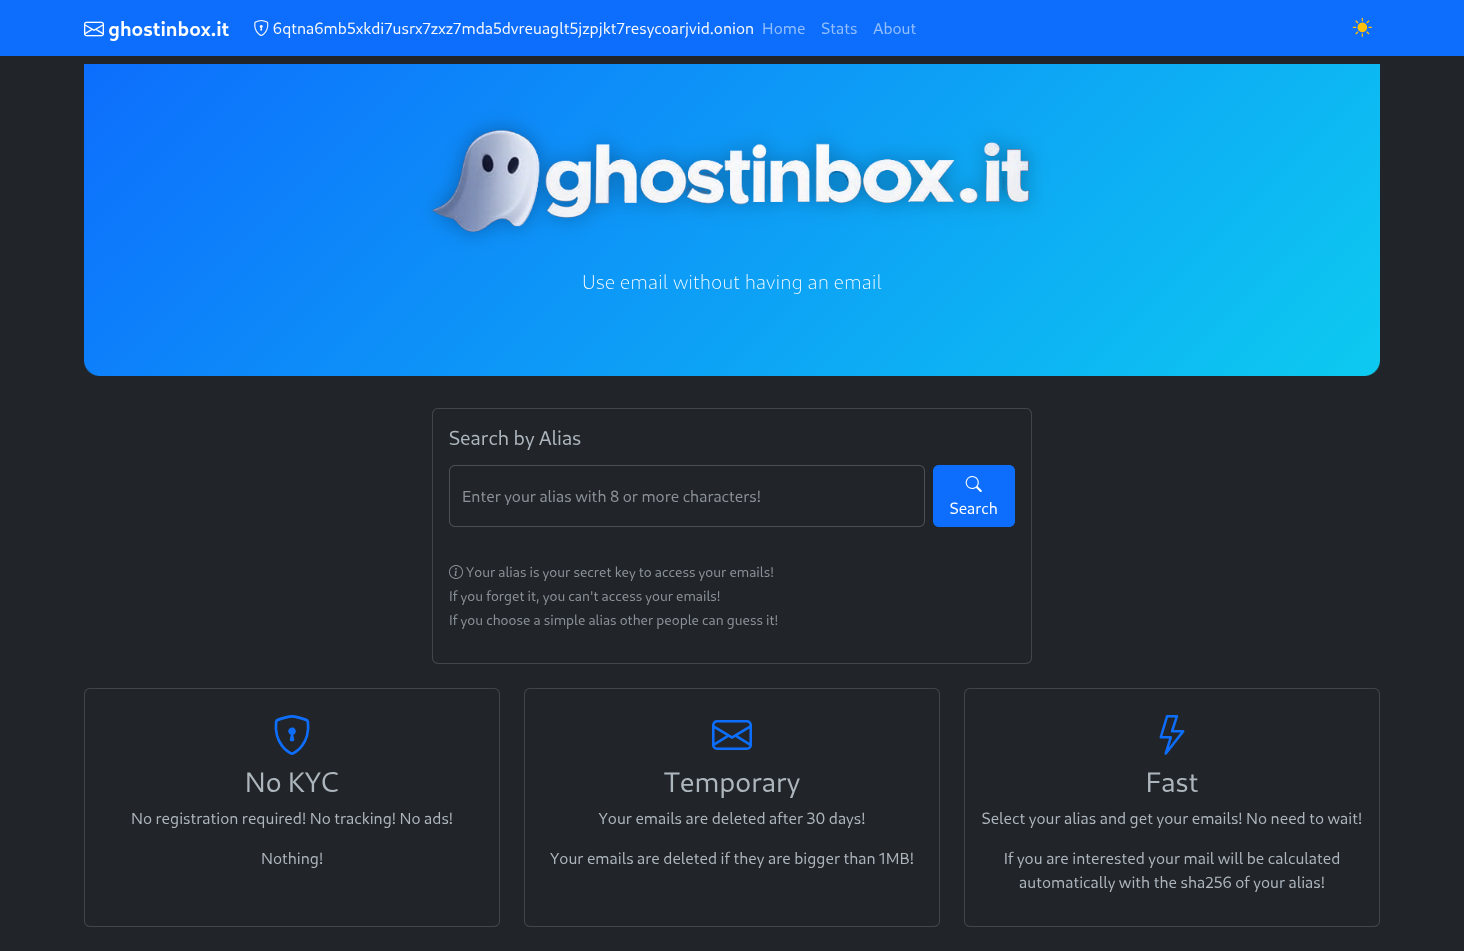 ghostinbox.it 6qtna6mb5xkdi7usrx7zxz7mda5dvreuaglt5jzpjkt7resycoarjvid.onion Home Stats About
ghostinbox.it
Use email without having an email
Search by Alias
Enter your alias with 8 or more characters!
Search
Your alias is your secret key to access your emails!
If you forget it, you can't access your emails!
If you choose a simple alias other people can guess it!
No KYC
No registration required! No tracking! No ads!
Nothing!
Temporary
Your emails are deleted after 30 days!
Your emails are deleted if they are bigger than 1MB!
Fast
Select your alias and get your emails! No need to wait!
If you are interested your mail will be calculated
automatically with the sha256 of your alias!